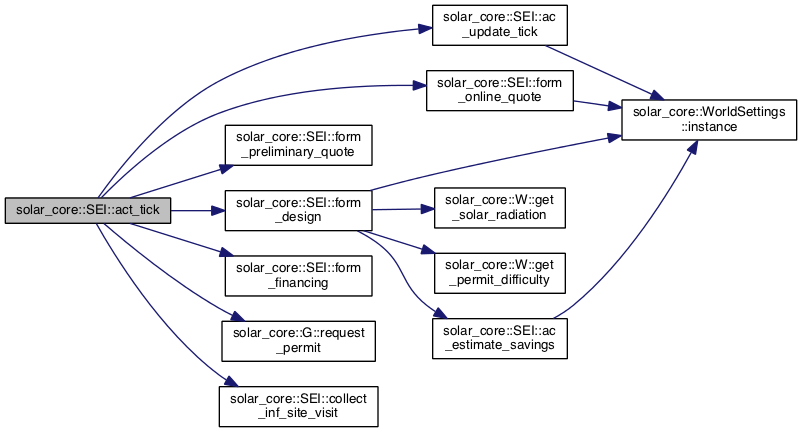 solar_core::SEI::act_tick
solar_core::SEI::ac
_update_tick
solar_core::SEI::form
_online_quote
solar_core::SEI::form
_preliminary_quote
solar_core::SEI::form
_design
solar_core::SEI::form
_financing
solar_core::G::request
_permit
solar_core::SEI::collect
_inf_site_visit
solar_core::WorldSettings
::instance
solar_core::W::get
_solar_radiation
solar_core::W::get
_permit_difficulty
solar_core::SEI::ac
_estimate_savings